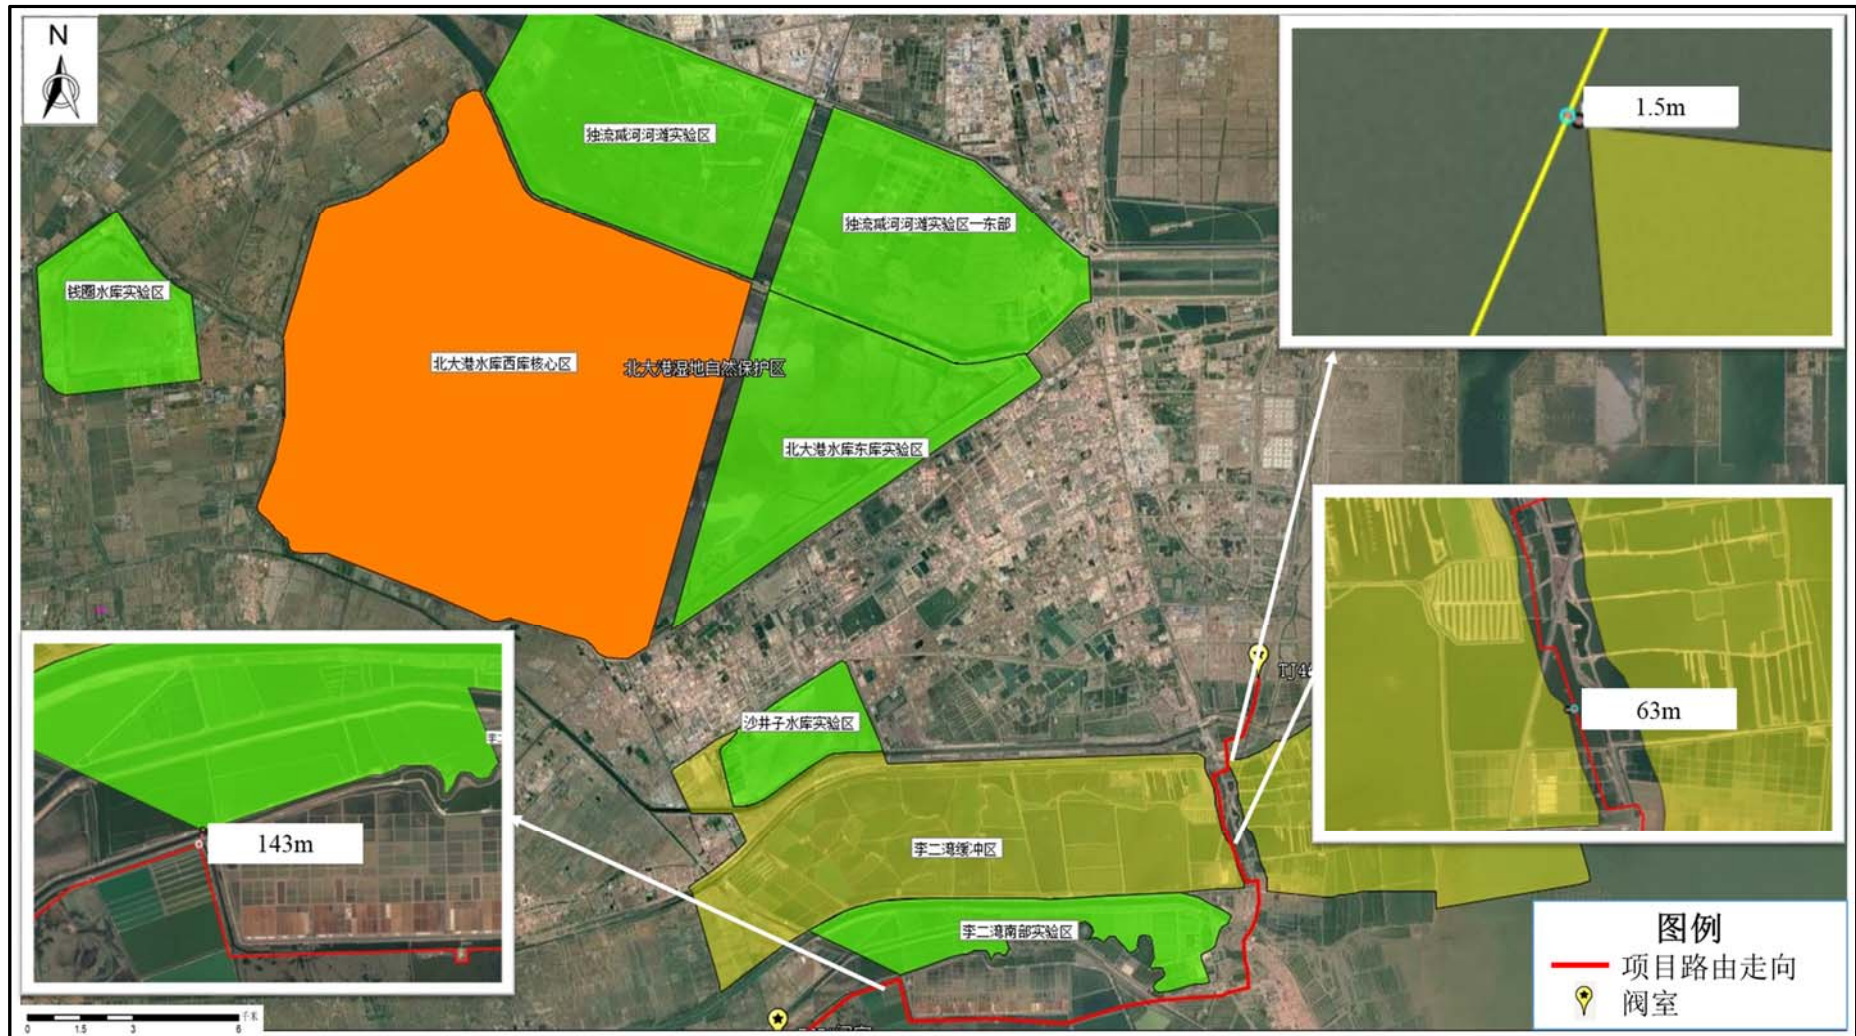 N
1.5m
独流碱河河滩实验区
独流碱河河滩实验区一东部
钱圈水库实验区
北大港水库西库核心区
北大港湿地自然保护区
北大港水库东库实验区
63m
沙井子水库实验区
143m
李二湾缓冲区
李二湾南部实验区
图例
项目路由走向
阀室
千米
0 1.5 3 6